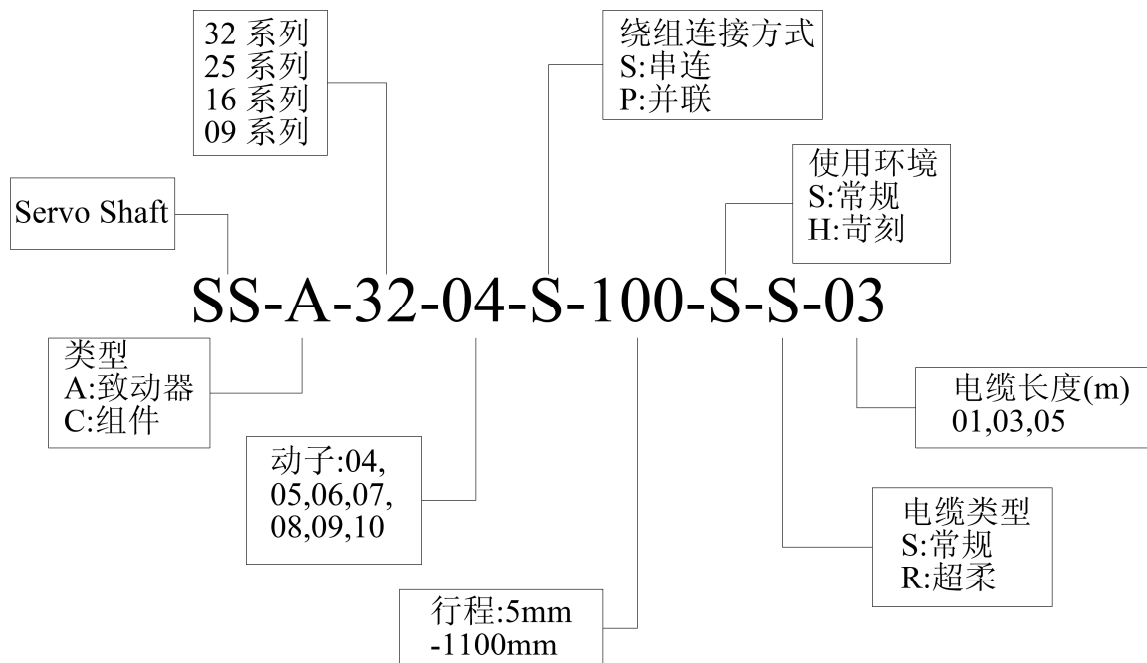 32 系列
25 系列
16 系列
09 系列
绕组连接方式
S:串连
P:并联
使用环境
S:常规
H:苛刻
Servo Shaft
SS-A-32-04-S-100-S-S-03
类型
A:致动器
C:组件
动子:04,
05,06,07,
08,09,10
行程:5mm
-1100mm
电缆长度(m)
01,03,05
电缆类型
S:常规
R:超柔